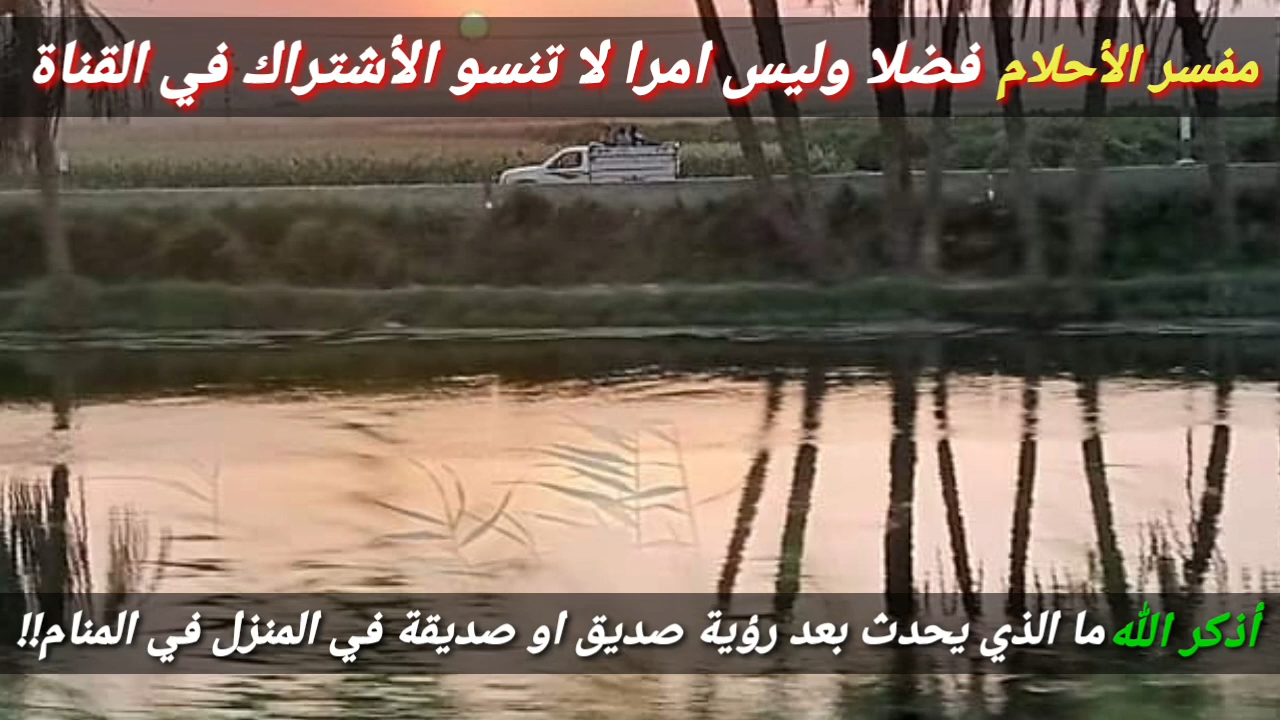 مفسر الأحلام فضلا وليس امرا لا تنسو الأشتراك في القناة
أذكر الله ما الذي يحدث بعد رؤية صديق او صديقة في المنزل في المنام!!